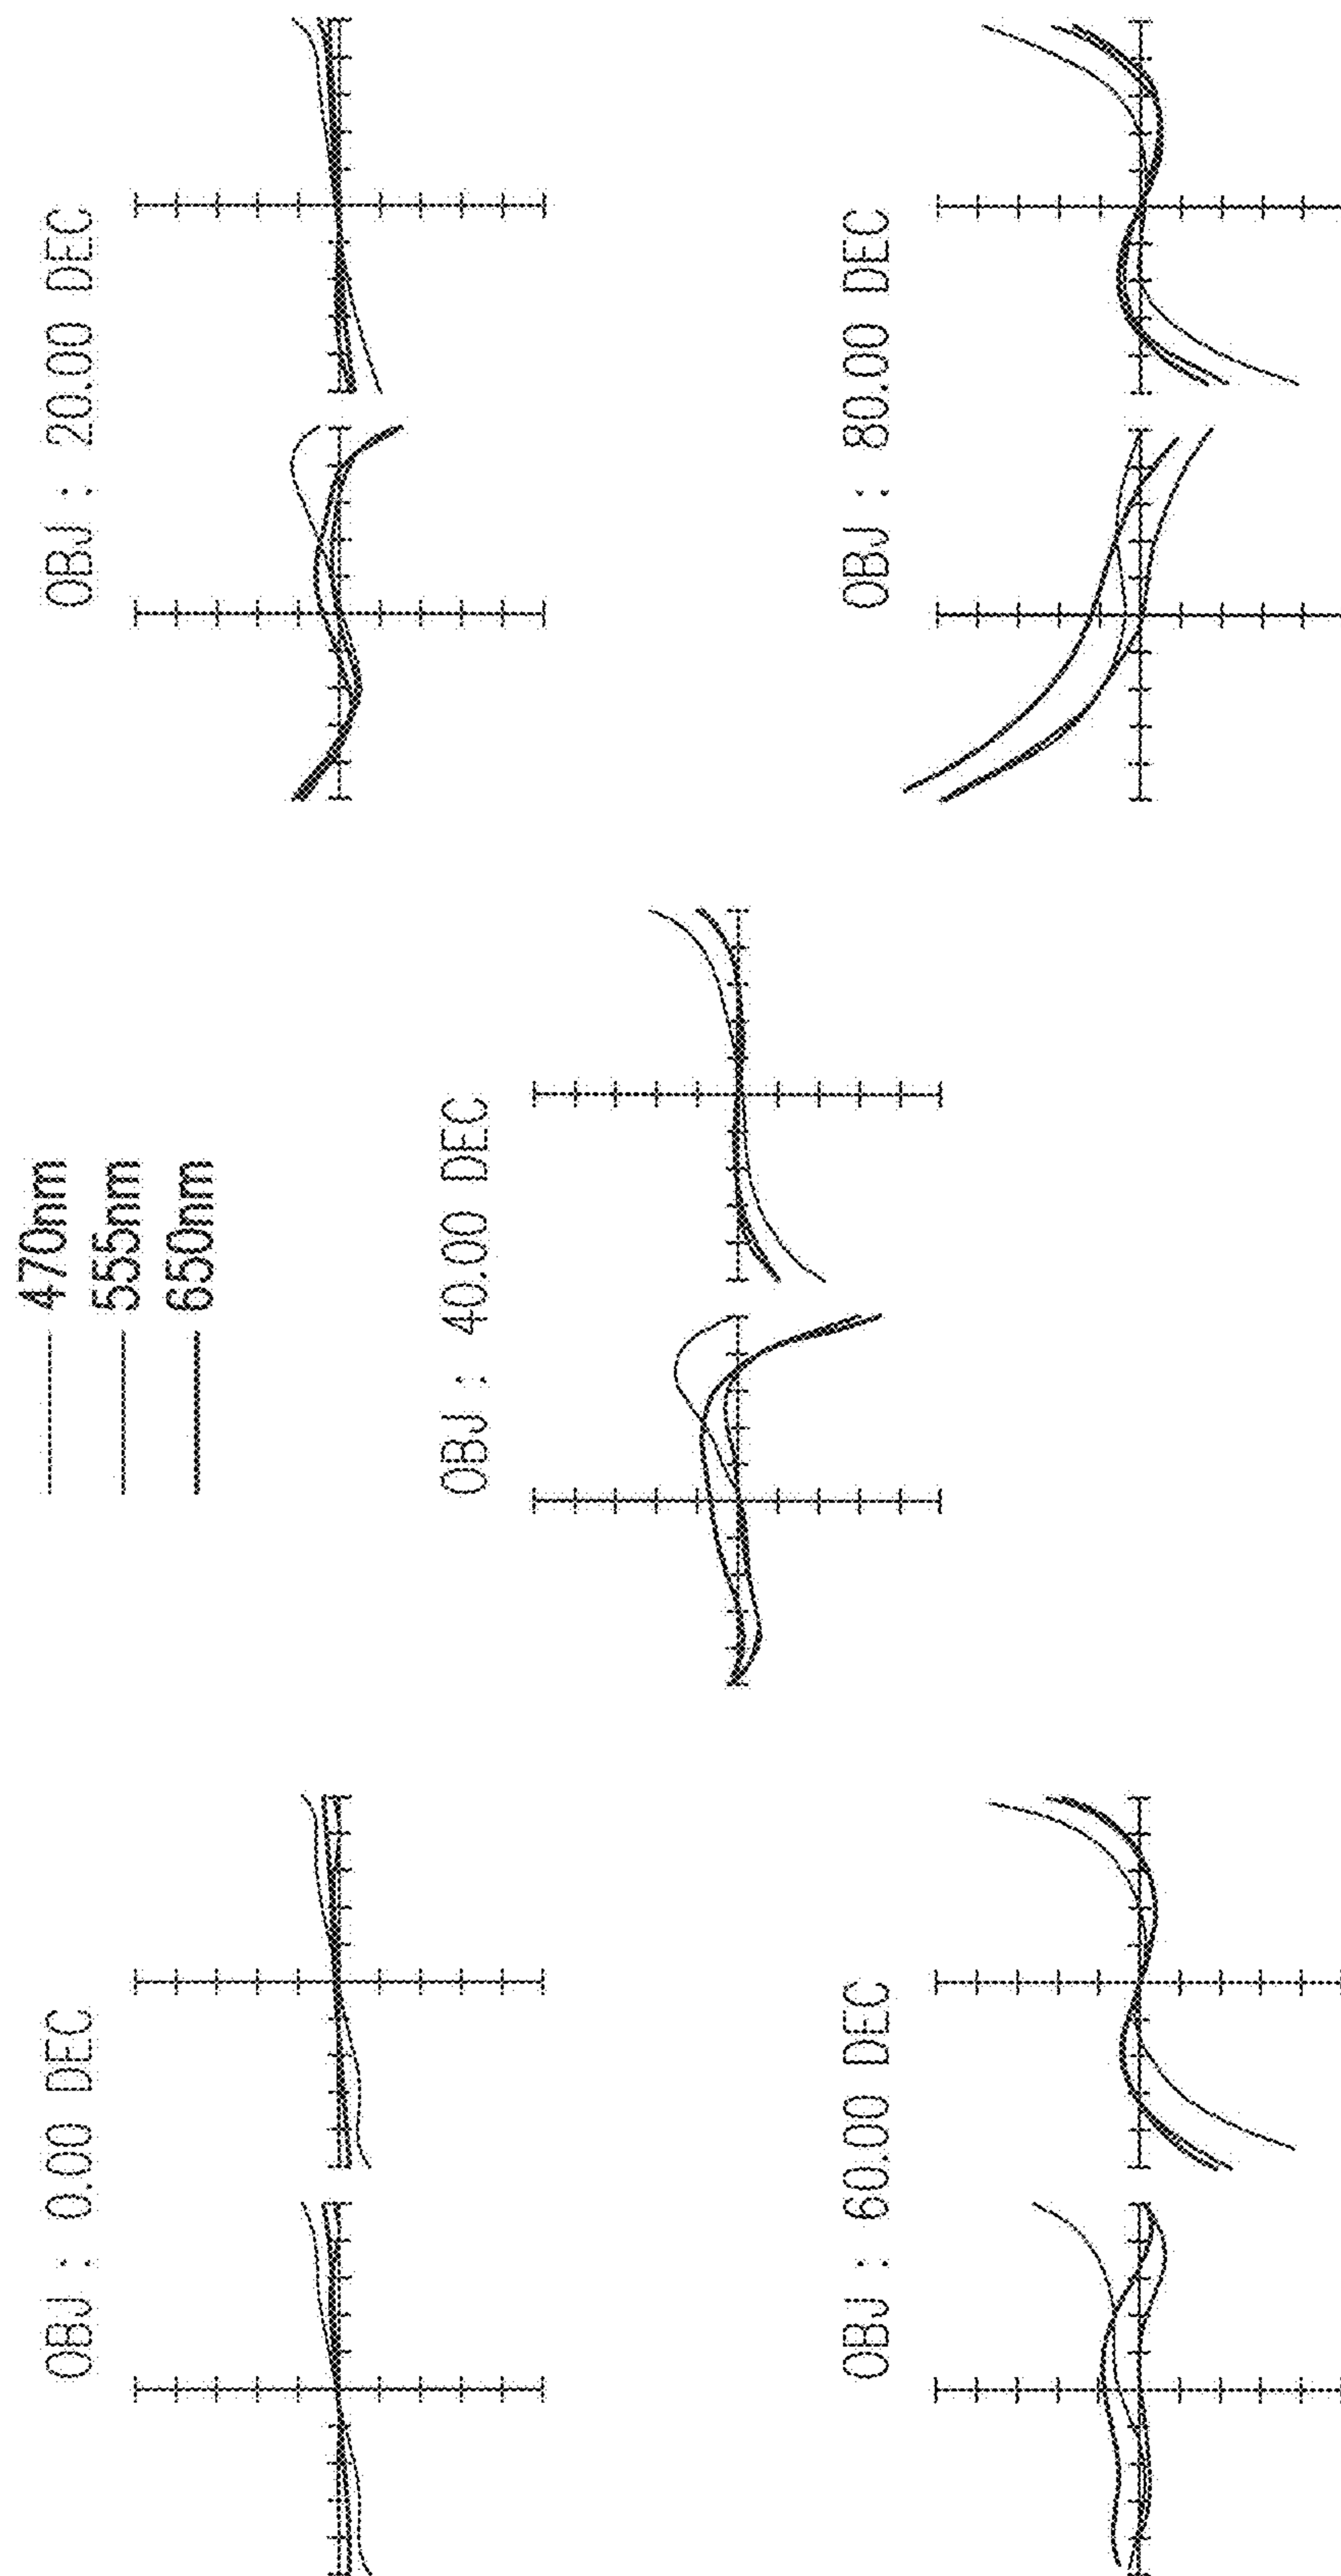 470nm
555nm
650nm
OBJ : 0.00 DEC
OBJ : 20.00 DEC
OBJ : 40.00 DEC
OBJ : 60.00 DEC
OBJ : 80.00 DEC